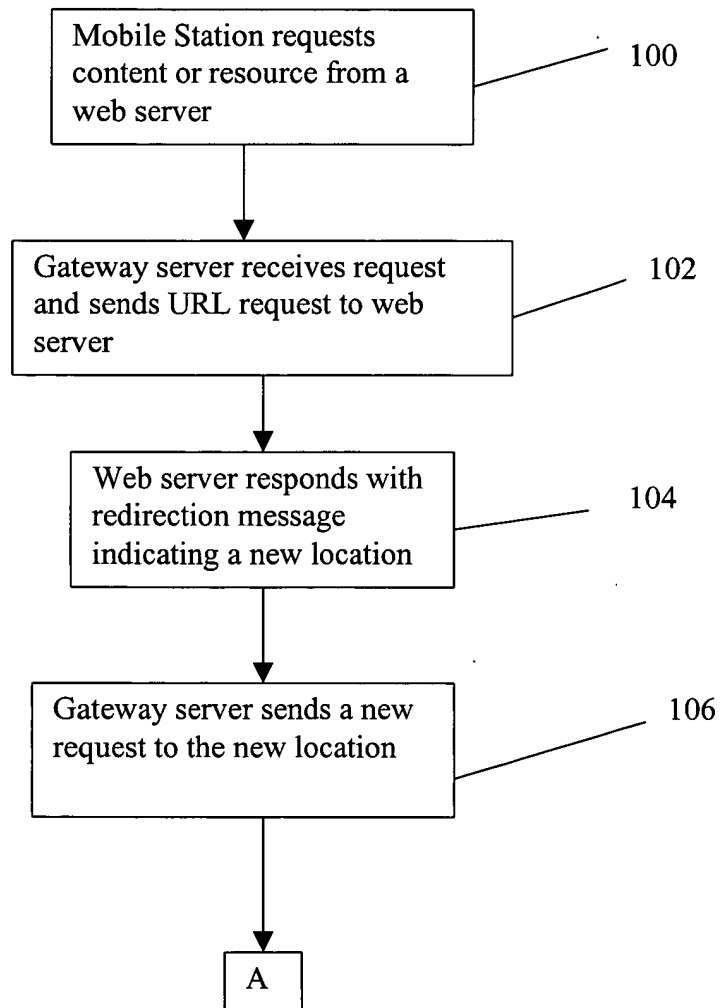 Mobile Station requests
content or resource from a
web server
100
Gateway server receives request
and sends URL request to web
server
102
Web server responds with
redirection message
indicating a new location
104
Gateway server sends a new
request to the new location
106
A